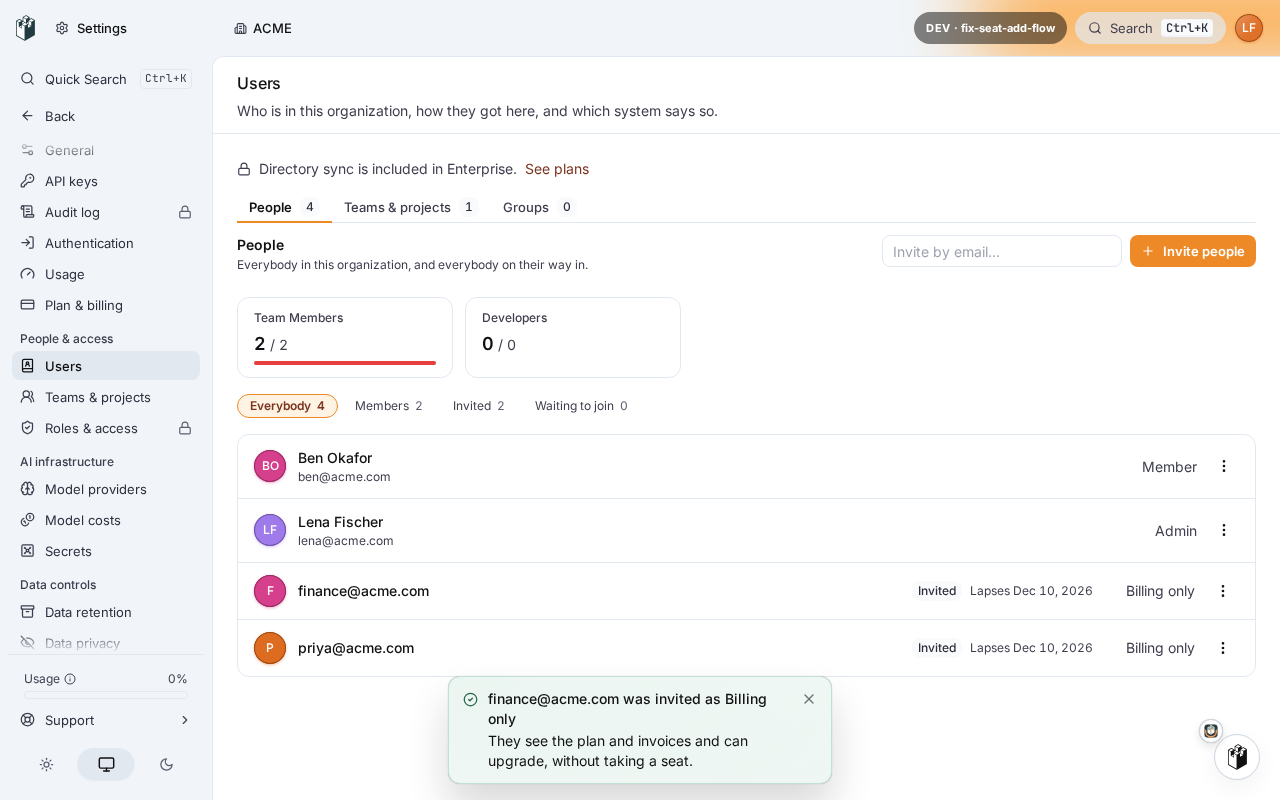 Settings
ACME
DEV · fix-seat-add-flow
Search Ctrl+K
LF
Quick Search Ctrl+K
Back
General
API keys
Audit log
Authentication
Usage
Plan & billing
People & access
Users
Teams & projects
Roles & access
AI infrastructure
Model providers
Model costs
Secrets
Data controls
Data retention
Data privacy
Usage 0%
Support
Users
Who is in this organization, how they got here, and which system says so.
Directory sync is included in Enterprise. See plans
People 4 Teams & projects 1 Groups 0
People
Everybody in this organization, and everybody on their way in.
Invite by email...
Invite people
Team Members
2 / 2
Developers
0 / 0
Everybody 4 Members 2 Invited 2 Waiting to join 0
BO
Ben Okafor
ben@acme.com
Member
LF
Lena Fischer
lena@acme.com
Admin
F
finance@acme.com
Invited Lapses Dec 10, 2026 Billing only
P
priya@acme.com
Invited Lapses Dec 10, 2026 Billing only
finance@acme.com was invited as Billing
only
They see the plan and invoices and can
upgrade, without taking a seat.